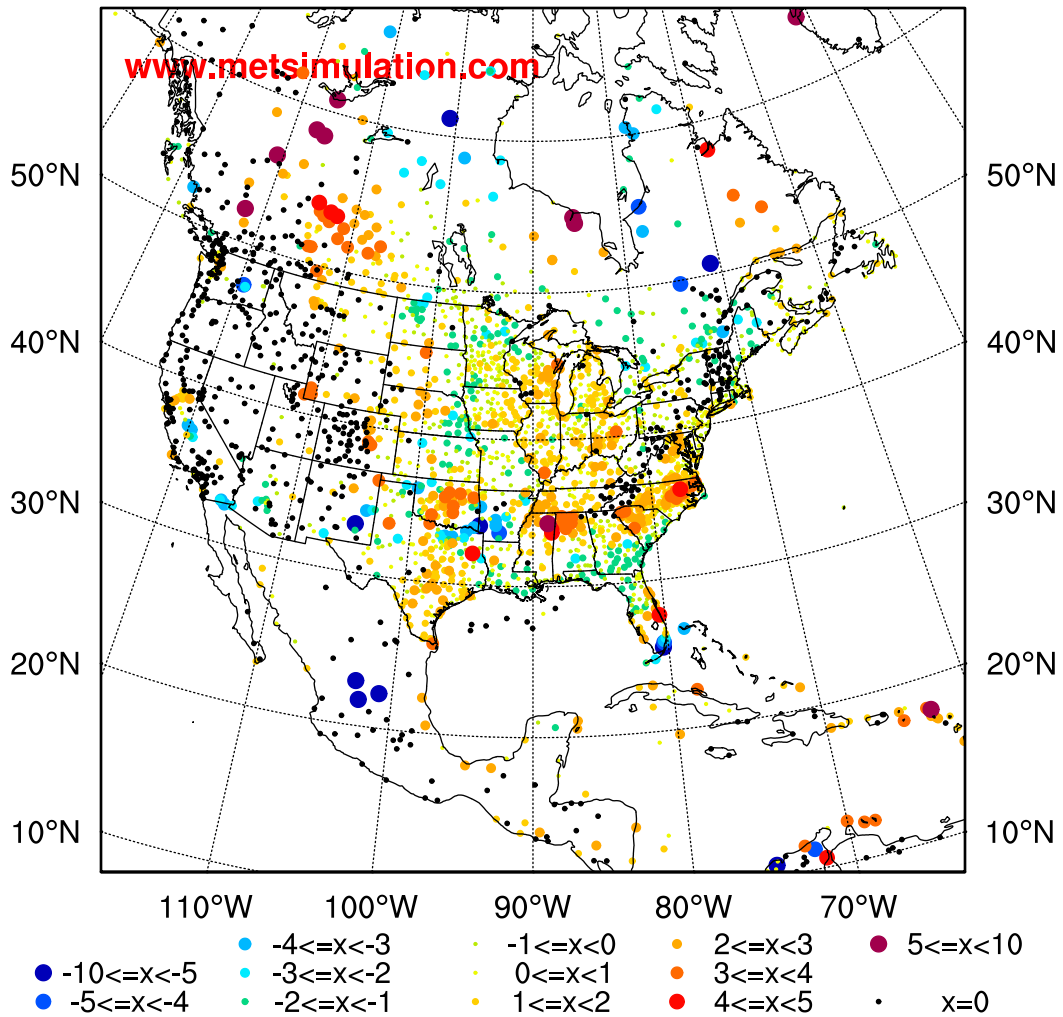 www.metsimulation.com
50°N 50°N
40°N 40°N
30°N 30°N
20°N 20°N
10°N 10°N
110°W 100°W 90°W 80°W 70°W
-4<=x<-3 -1<=x<0 2<=x<3 5<=x<10
-10<=x<-5 -3<=x<-2 0<=x<1 3<=x<4
-5<=x<-4 -2<=x<-1 1<=x<2 4<=x<5 x=0